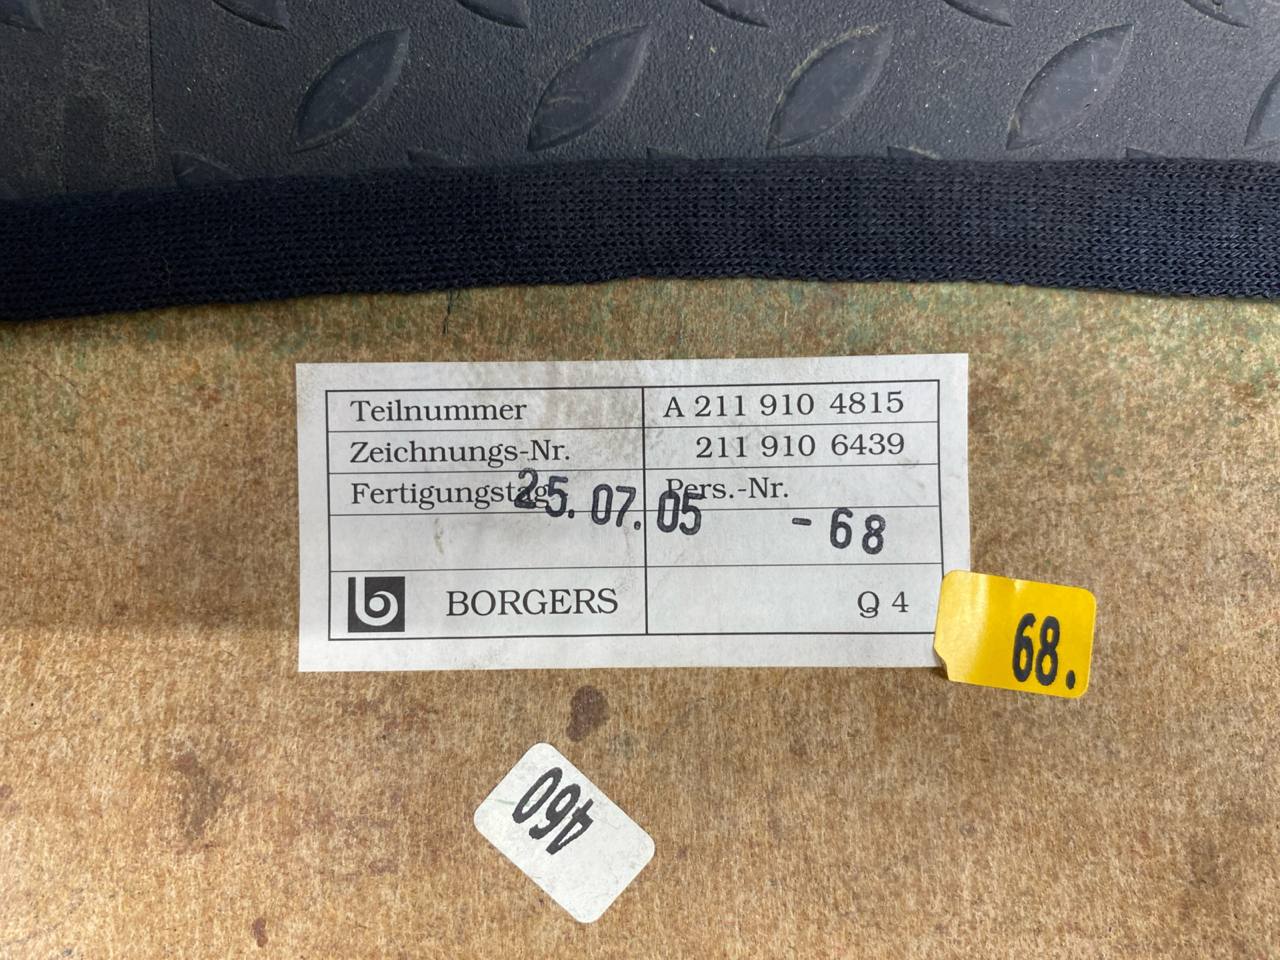 Teilnummer A 211 910 4815
Zeichnungs-Nr. 211 910 6439
Fertigungstag Pers.-Nr.
25.07.05 - 68
b BORGERS Q 4
68.
460